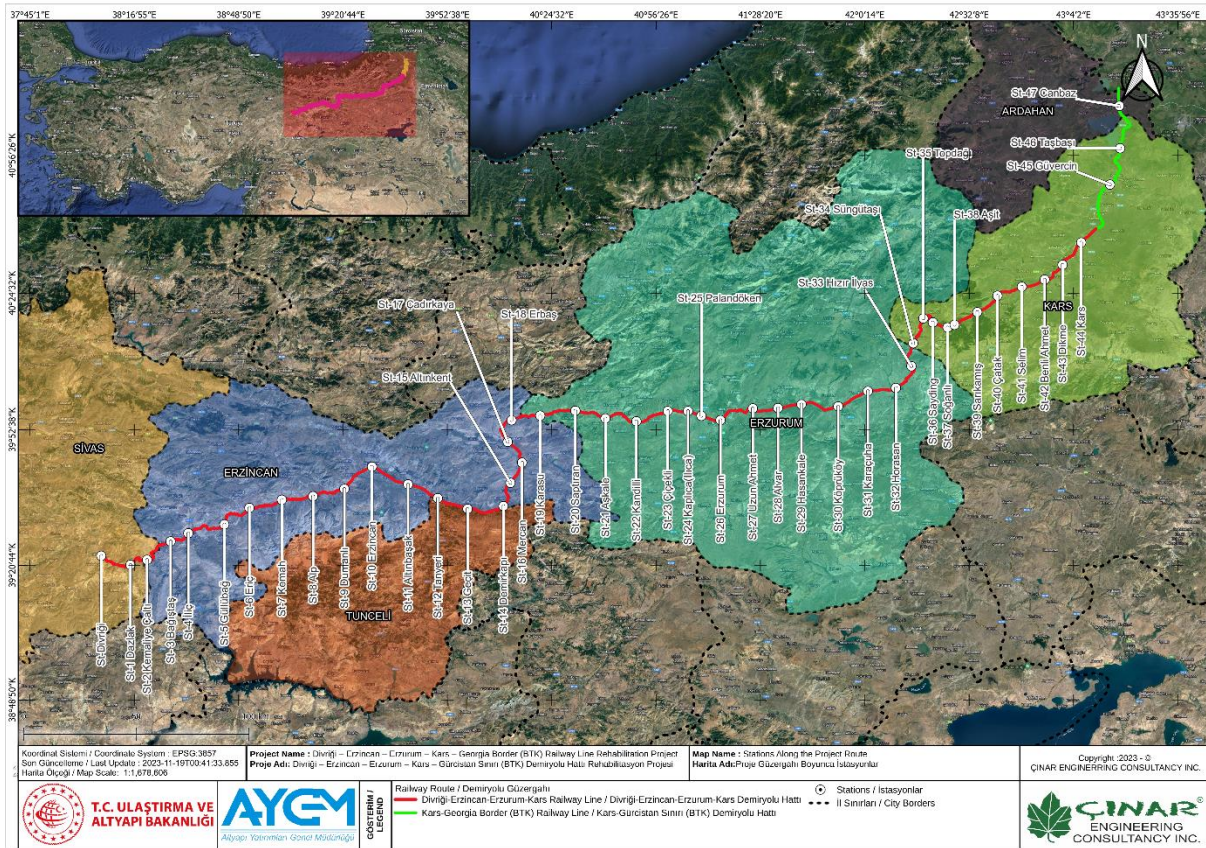 37°45'1"D 38°16'55"D 38°48'50"D 39°20'44"D 39°52'38"D 40°24'32"D 40°56'26"D 41°28'20"D 42°0'14"D 42°32'8"D 43°4'2"D 43°35'56"D
40°56'26"K
40°24'32"K
39°52'38"K
39°20'44"K
38°48'50"K
N
St-47 Canbaz
ARDAHAN
St-46 Taşbaşı
St-45 Güvercin
St-35 Topdağı
St-38 Aşit
St-34 Süngütaşı
St-33 Hızır İlyas
St-25 Palandöken
St-17 Çadırkaya
St-18 Erbaş
St-15 Altınkent
KARS
ERZURUM
SİVAS
ERZİNCAN
TUNCELİ
St-Divriği
St-1 Dazlak
St-2 Kemaliye Çaltı
St-3 Bağıştaş
St-4 İliç
St-5 Güllübağ
St-6 Eriç
St-7 Kemah
St-8 Alp
St-9 Dumanlı
St-10 Erzincan
St-11 Altınbaşak
St-12 Tanyeri
St-13 Geçit
St-14 Demirkapı
St-16 Mercan
St-19 Karasu
St-20 Saptıran
St-21 Aşkale
St-22 Kandilli
St-23 Çiçekli
St-24 Kaplıca(Ilıca)
St-26 Erzurum
St-27 Uzun Ahmet
St-28 Alvar
St-29 Hasankale
St-30 Köprüköy
St-31 Karaçuha
St-32 Horasan
St-36 Sayding
St-37 Soğanlı
St-39 Sarıkamış
St-40 Çatak
St-41 Selim
St-42 Benli Ahmet
St-43 Dikme
St-44 Kars
Koordinat Sistemi / Coordinate System : EPSG:3857
Son Güncelleme / Last Update : 2023-11-19T00:41:33.855
Harita Ölçeği / Map Scale: 1:1,678,606
Project Name : Divriği – Erzincan – Erzurum – Kars – Georgia Border (BTK) Railway Line Rehabilitation Project
Proje Adı: Divriği – Erzincan – Erzurum – Kars – Gürcistan Sınırı (BTK) Demiryolu Hattı Rehabilitasyon Projesi
Map Name : Stations Along the Project Route
Harita Adı:Proje Güzergahı Boyunca İstasyonlar
Copyright :2023 - ©
ÇINAR ENGINERRING CONSULTANCY INC.
T.C. ULAŞTIRMA VE
ALTYAPI BAKANLIĞI
AYGM
Altyapı Yatırımları Genel Müdürlüğü
GÖSTERİM /
LEGEND
Railway Route / Demiryolu Güzergahı
Divriği-Erzincan-Erzurum-Kars Railway Line / Divriği-Erzincan-Erzurum-Kars Demiryolu Hattı
Kars-Georgia Border (BTK) Railway Line / Kars-Gürcistan Sınırı (BTK) Demiryolu Hattı
Stations / İstasyonlar
İl Sınırları / City Borders
ÇINAR®
ENGINEERING
CONSULTANCY INC.